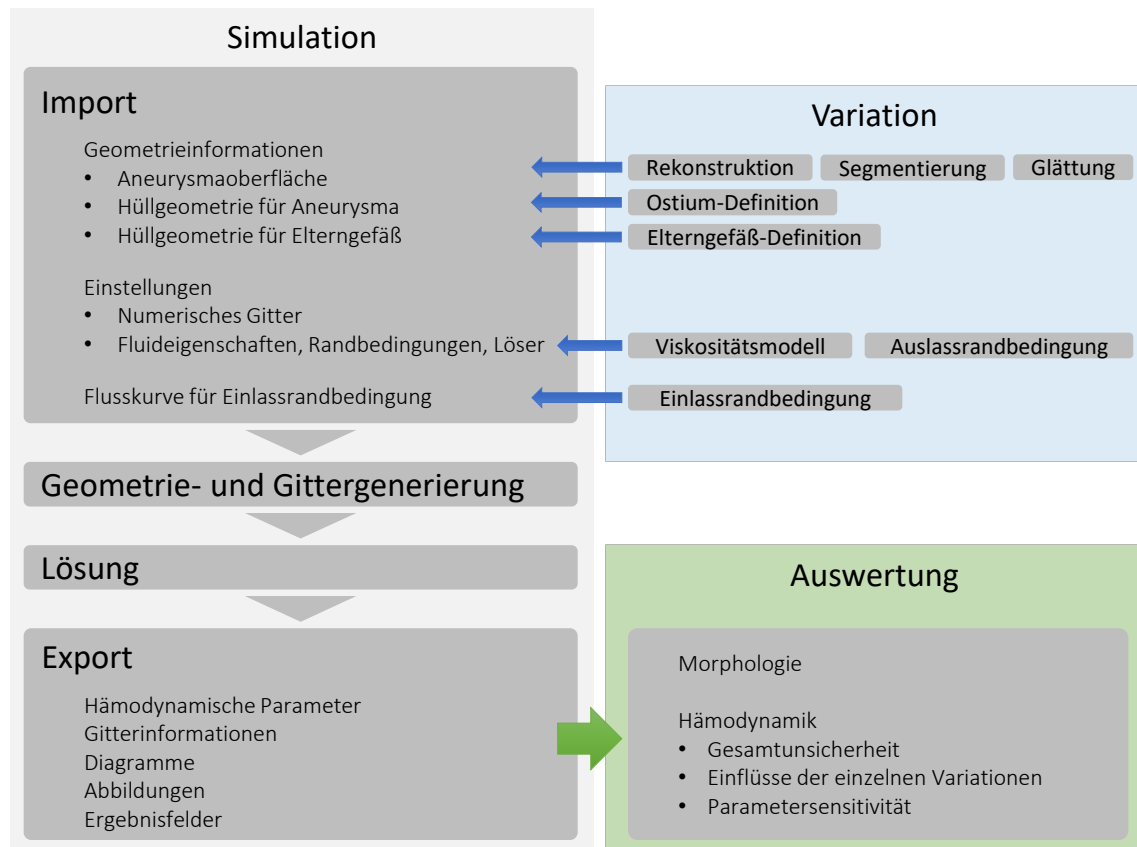 Simulation
Import
Geometrieinformationen
• Aneurysmaoberfläche
• Hüllgeometrie für Aneurysma
• Hüllgeometrie für Elterngefäß
Einstellungen
• Numerisches Gitter
• Fluideigenschaften, Randbedingungen, Löser
Flusskurve für Einlassrandbedingung
Geometrie- und Gittergenerierung
Lösung
Export
Hämodynamische Parameter
Gitterinformationen
Diagramme
Abbildungen
Ergebnisfelder
Variation
Rekonstruktion Segmentierung Glättung
Ostium-Definition
Elterngefäß-Definition
Viskositätsmodell Auslassrandbedingung
Einlassrandbedingung
Auswertung
Morphologie
Hämodynamik
• Gesamtunsicherheit
• Einflüsse der einzelnen Variationen
• Parametersensitivität